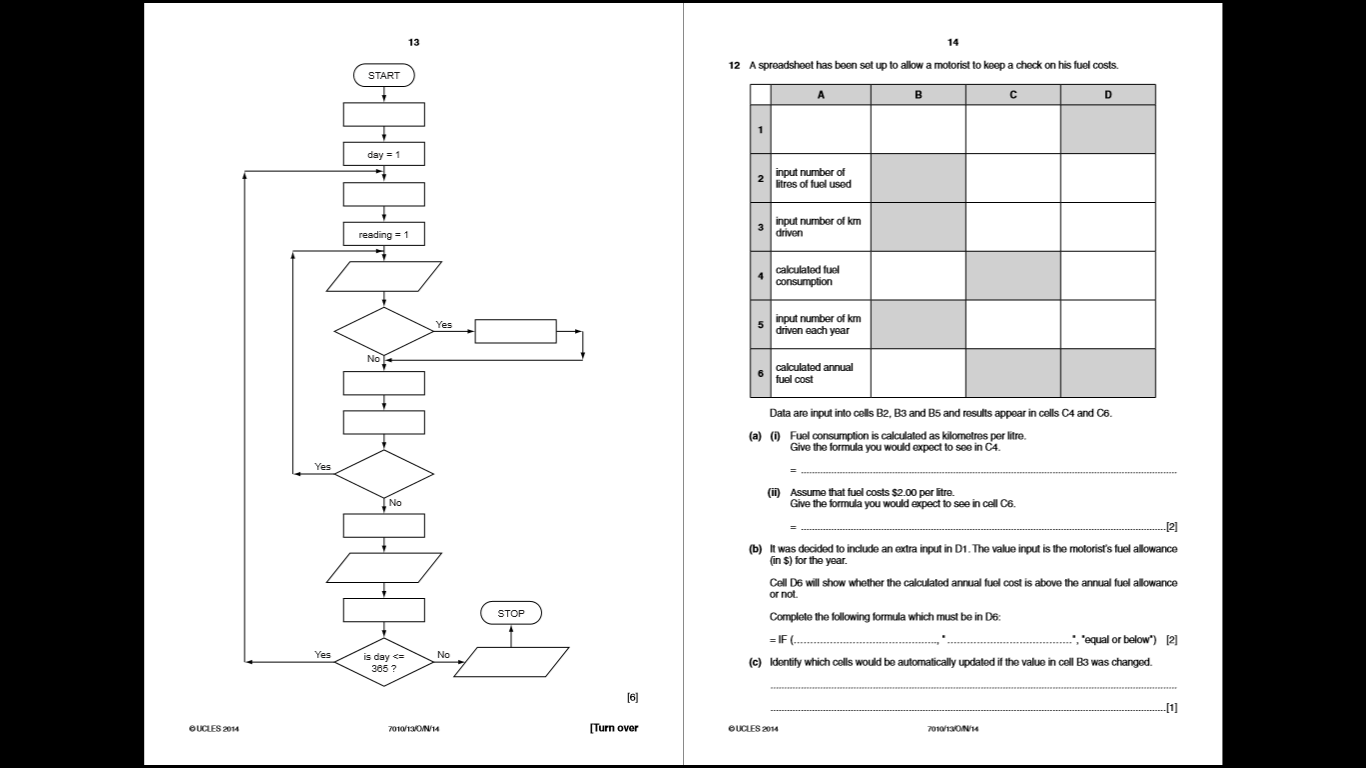 13
START
day = 1
reading = 1
Yes
No
Yes
No
STOP
Yes
is day <=
365 ?
No
[6]
© UCLES 2014
7010/13/O/N/14
[Turn over
14
12 A spreadsheet has been set up to allow a motorist to keep a check on his fuel costs.
A B C D
1
2 input number of
litres of fuel used
3 input number of km
driven
4 calculated fuel
consumption
5 input number of km
driven each year
6 calculated annual
fuel cost
Data are input into cells B2, B3 and B5 and results appear in cells C4 and C6.
(a) (i) Fuel consumption is calculated as kilometres per litre.
Give the formula you would expect to see in C4.
= ....................................................................................................
(ii) Assume that fuel costs $2.00 per litre.
Give the formula you would expect to see in cell C6.
= ....................................................................................................[2]
(b) It was decided to include an extra input in D1. The value input is the motorist's fuel allowance
(in $) for the year.
Cell D6 will show whether the calculated annual fuel cost is above the annual fuel allowance
or not.
Complete the following formula which must be in D6:
= IF (........................................, "........................................", "equal or below") [2]
(c) Identify which cells would be automatically updated if the value in cell B3 was changed.
....................................................................................................
....................................................................................................[1]
© UCLES 2014
7010/13/O/N/14